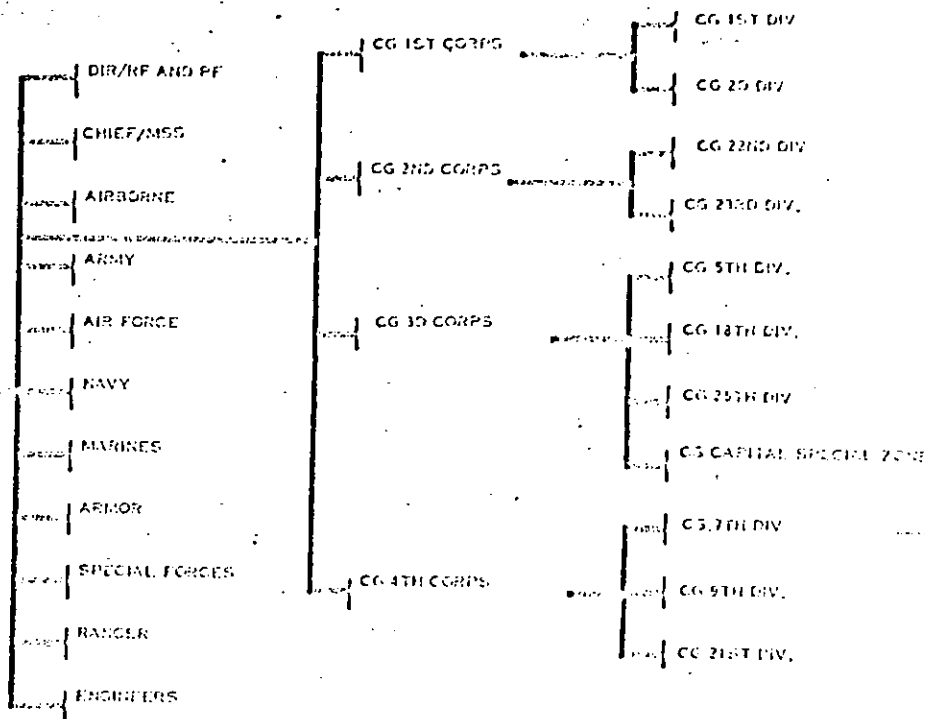 DIR/RF AND PF
CHIEF/MSS
AIRBORNE
ARMY
AIR FORCE
NAVY
MARINES
ARMOR
SPECIAL FORCES
RANGER
ENGINEERS
CG 1ST CORPS
CG 2ND CORPS
CG 3D CORPS
CG 4TH CORPS
CG 1ST DIV
CG 2D DIV
CG 22ND DIV
CG 23RD DIV.
CG 5TH DIV.
CG 18TH DIV.
CG 25TH DIV
CG CAPITAL SPECIAL ZONE
CG 7TH DIV
CG 9TH DIV.
CG 21ST DIV.